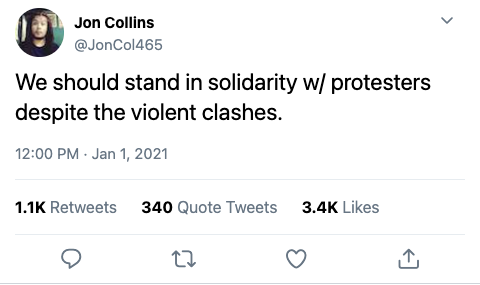 Jon Collins
@JonCol465
We should stand in solidarity w/ protesters
despite the violent clashes.
12:00 PM · Jan 1, 2021
1.1K Retweets 340 Quote Tweets 3.4K Likes